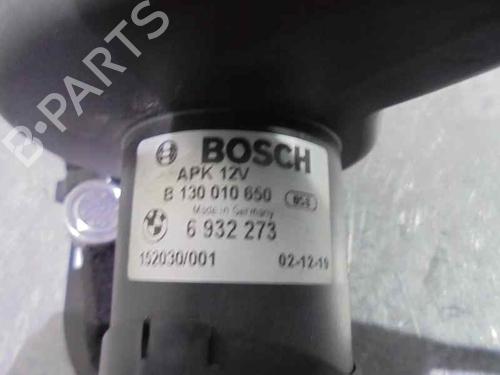 B-PARTS
BOSCH
APK 12V
B 130 010 650
Made in Germany
6 932 273
152030/001 02-12-19